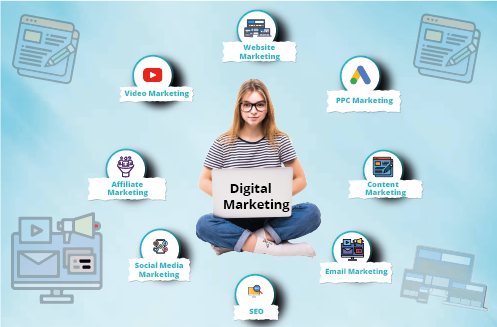 Website
Marketing
Video Marketing
PPC Marketing
Affiliate
Marketing
Digital
Marketing
Content
Marketing
Social Media
Marketing
Email Marketing
SEO